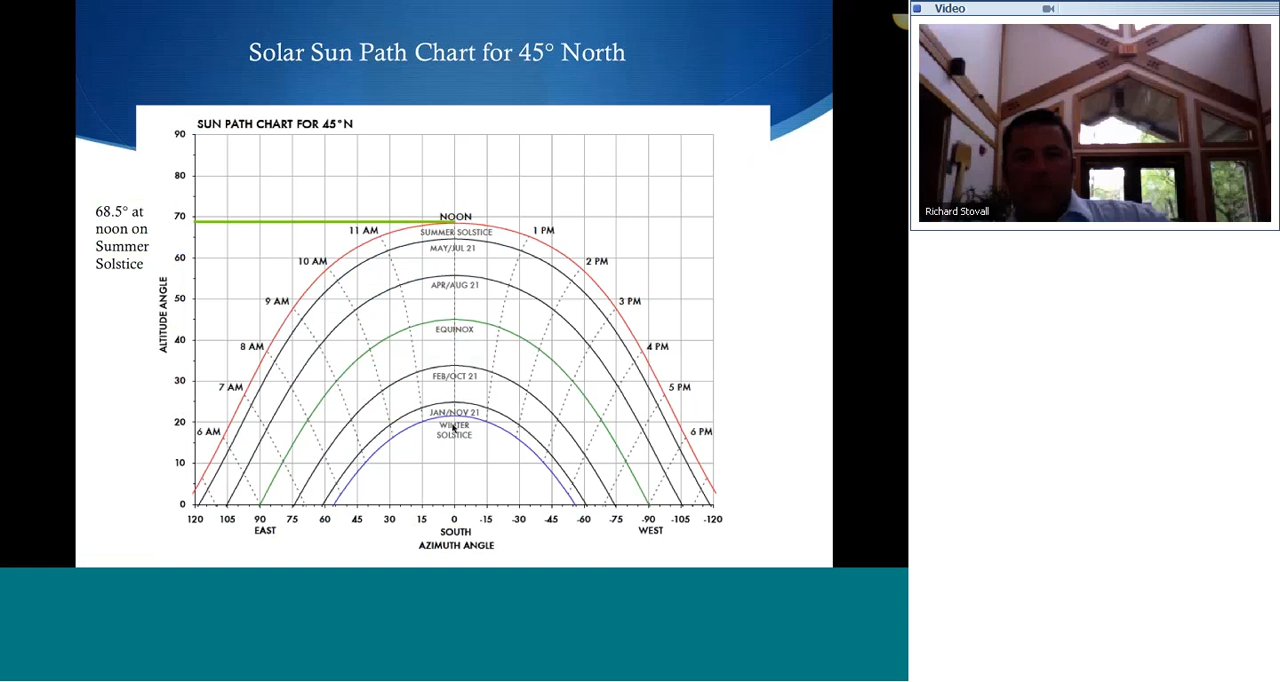 Solar Sun Path Chart for 45° North
SUN PATH CHART FOR 45°N
90
80
70
60
50
40
30
20
10
0
ALTITUDE ANGLE
68.5° at
noon on
Summer
Solstice
NOON
11 AM
1 PM
10 AM
2 PM
9 AM
3 PM
8 AM
4 PM
7 AM
5 PM
6 AM
6 PM
SUMMER SOLSTICE
MAY/JUL 21
APR/AUG 21
EQUINOX
FEB/OCT 21
JAN/NOV 21
WINTER
SOLSTICE
120 105 90 75 60 45 30 15 0 -15 -30 -45 -60 -75 -90 -105 -120
EAST SOUTH WEST
AZIMUTH ANGLE
Video
Richard Stovall